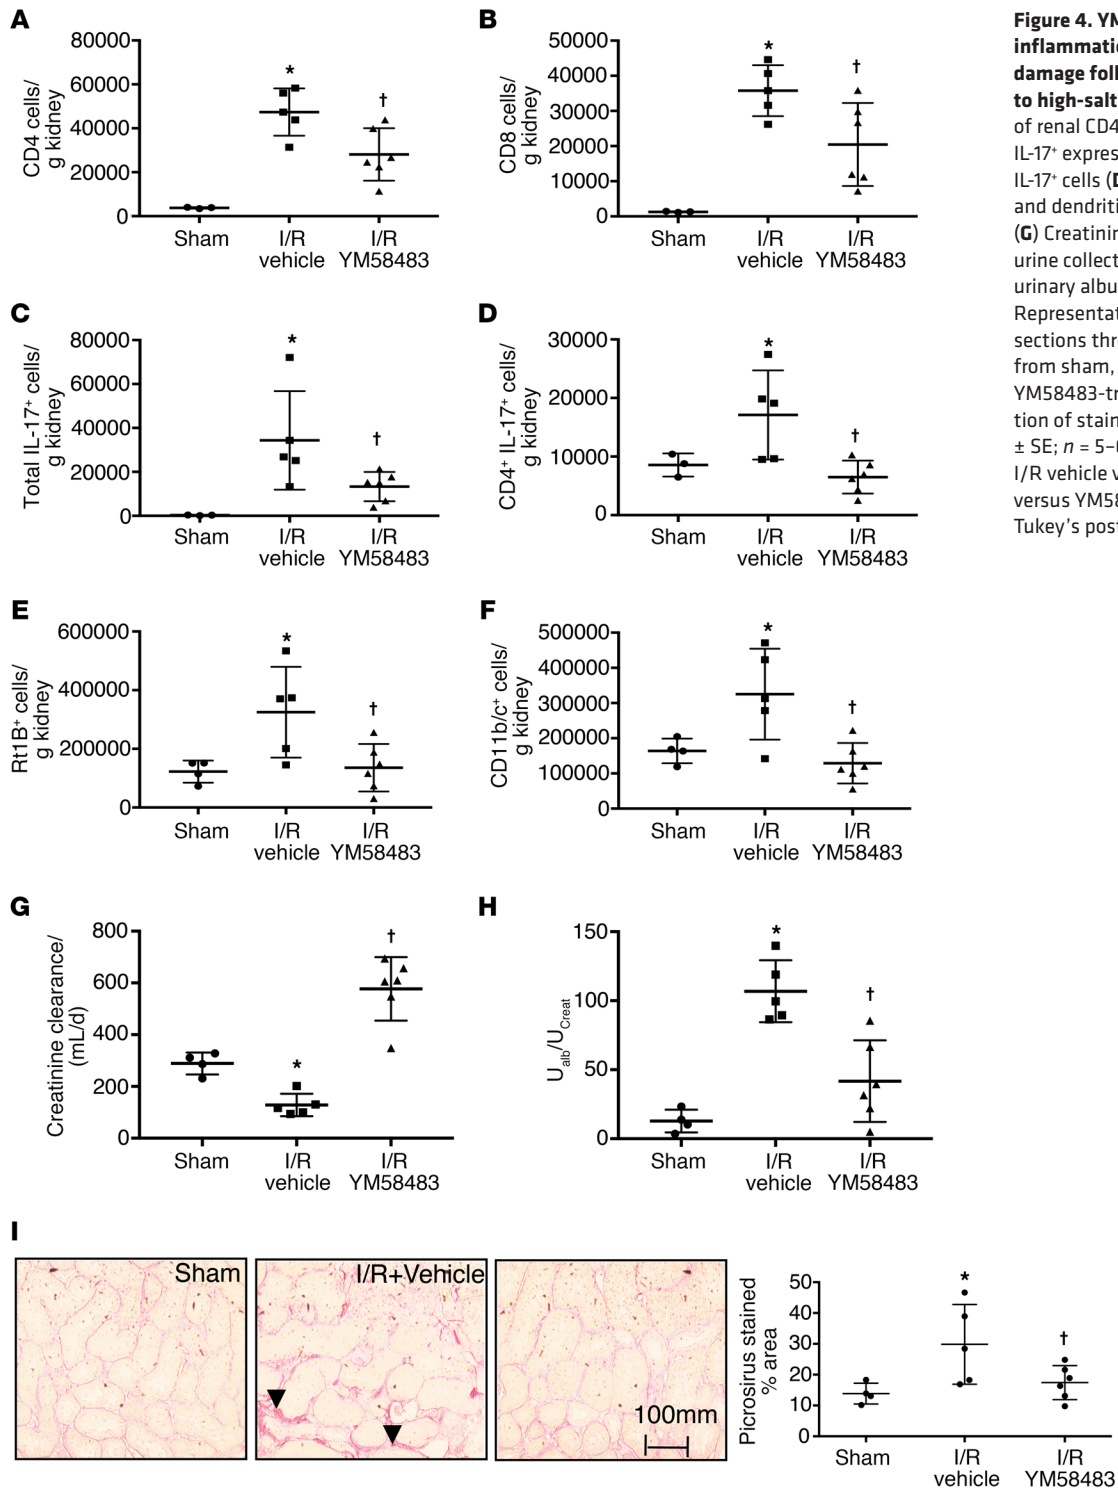 A
CD4 cells/
g kidney
80000
60000
40000
20000
0
*
†
Sham
I/R
vehicle
I/R
YM58483
B
CD8 cells/
g kidney
50000
40000
30000
20000
10000
0
*
†
Sham
I/R
vehicle
I/R
YM58483
C
Total IL-17⁺ cells/
g kidney
80000
60000
40000
20000
0
*
†
Sham
I/R
vehicle
I/R
YM58483
D
CD4⁺ IL-17⁺ cells/
g kidney
30000
20000
10000
0
*
†
Sham
I/R
vehicle
I/R
YM58483
E
Rt1B⁺ cells/
g kidney
600000
400000
200000
0
*
†
Sham
I/R
vehicle
I/R
YM58483
F
CD11b/c⁺ cells/
g kidney
500000
400000
300000
200000
100000
0
*
†
Sham
I/R
vehicle
I/R
YM58483
G
Creatinine clearance/
(mL/d)
800
600
400
200
0
*
†
Sham
I/R
vehicle
I/R
YM58483
H
U_alb/U_Creat
150
100
50
0
*
†
Sham
I/R
vehicle
I/R
YM58483
I
Sham
I/R+Vehicle
100mm
Picrosirus stained
% area
50
40
30
20
10
0
*
†
Sham
I/R
vehicle
I/R
YM58483
Figure 4. YM
inflammatio
damage foll
to high-salt
of renal CD4
IL-17⁺ expres
IL-17⁺ cells (D
and dendriti
(G) Creatinin
urine collect
urinary albu
Representat
sections thr
from sham,
YM58483-tr
tion of stain
± SE; n = 5–6
I/R vehicle v
versus YM58
Tukey's post